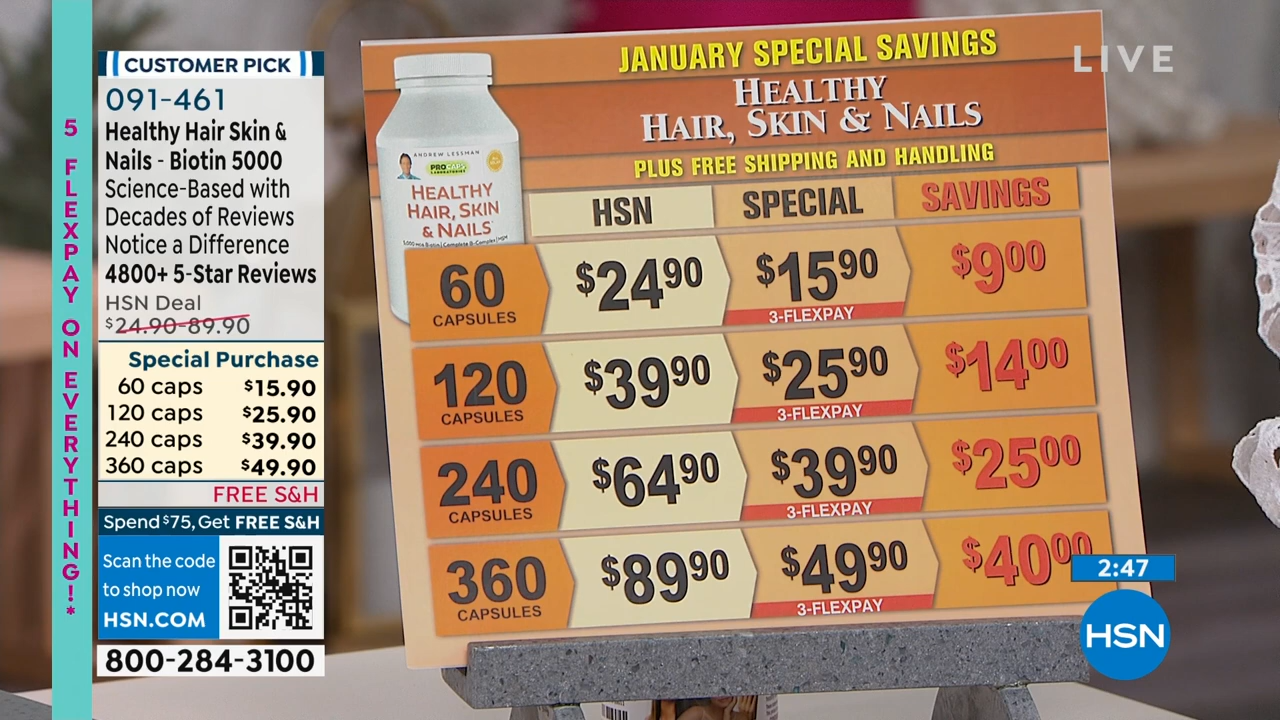 5 FLEXPAY ON EVERYTHING!*
CUSTOMER PICK
091-461
Healthy Hair Skin &
Nails - Biotin 5000
Science-Based with
Decades of Reviews
Notice a Difference
4800+ 5-Star Reviews
HSN Deal
$24.90-89.90
Special Purchase
60 caps $15.90
120 caps $25.90
240 caps $39.90
360 caps $49.90
FREE S&H
Spend $75, Get FREE S&H
Scan the code
to shop now
HSN.COM
800-284-3100
JANUARY SPECIAL SAVINGS
HEALTHY
HAIR, SKIN & NAILS
PLUS FREE SHIPPING AND HANDLING
ANDREW LESSMAN
PROCAPS
LABORATORIES
HEALTHY
HAIR, SKIN
& NAILS
HSN SPECIAL SAVINGS
60 CAPSULES $24.90 $15.90 3-FLEXPAY $9.00
120 CAPSULES $39.90 $25.90 3-FLEXPAY $14.00
240 CAPSULES $64.90 $39.90 3-FLEXPAY $25.00
360 CAPSULES $89.90 $49.90 3-FLEXPAY $40.00
LIVE
2:47
HSN